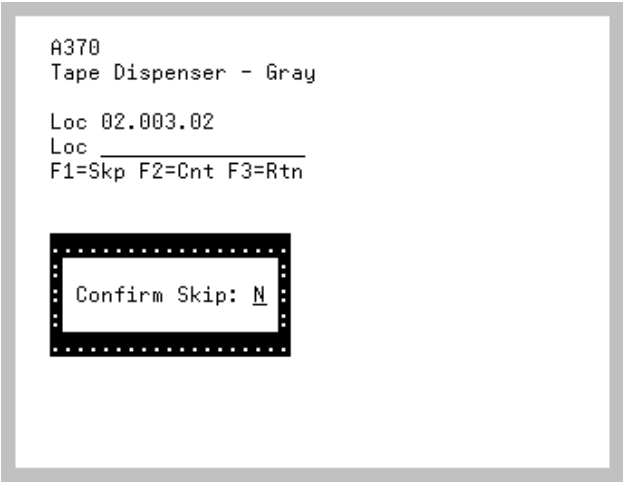 A370
Tape Dispenser - Gray
Loc 02.003.02
Loc
F1=Skp F2=Cnt F3=Rtn
Confirm Skip: N